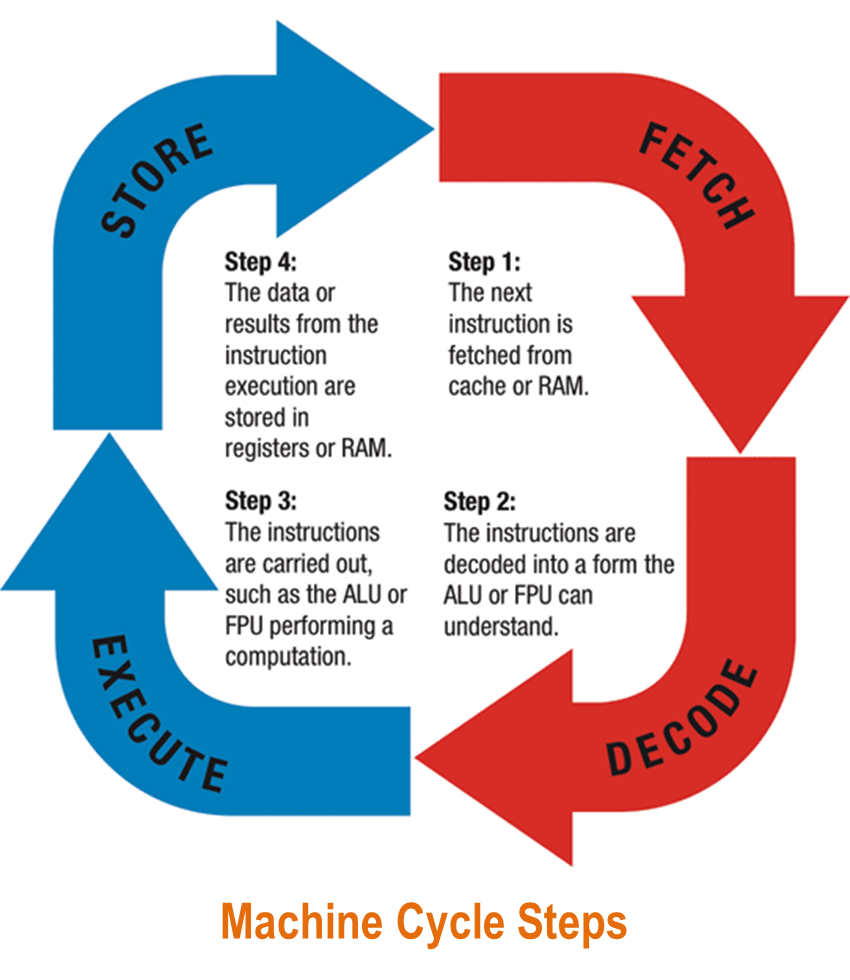 STORE
FETCH
Step 4:
The data or
results from the
instruction
execution are
stored in
registers or RAM.
Step 1:
The next
instruction is
fetched from
cache or RAM.
Step 3:
The instructions
are carried out,
such as the ALU or
FPU performing a
computation.
Step 2:
The instructions are
decoded into a form the
ALU or FPU can
understand.
EXECUTE
DECODE
Machine Cycle Steps